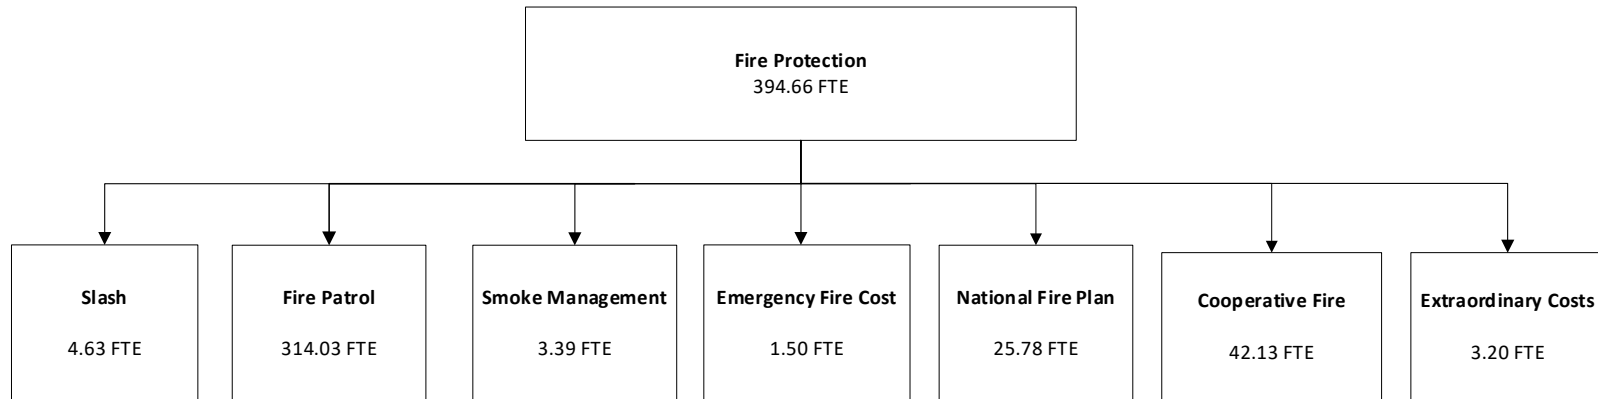 Fire Protection
394.66 FTE
Slash
4.63 FTE
Fire Patrol
314.03 FTE
Smoke Management
3.39 FTE
Emergency Fire Cost
1.50 FTE
National Fire Plan
25.78 FTE
Cooperative Fire
42.13 FTE
Extraordinary Costs
3.20 FTE